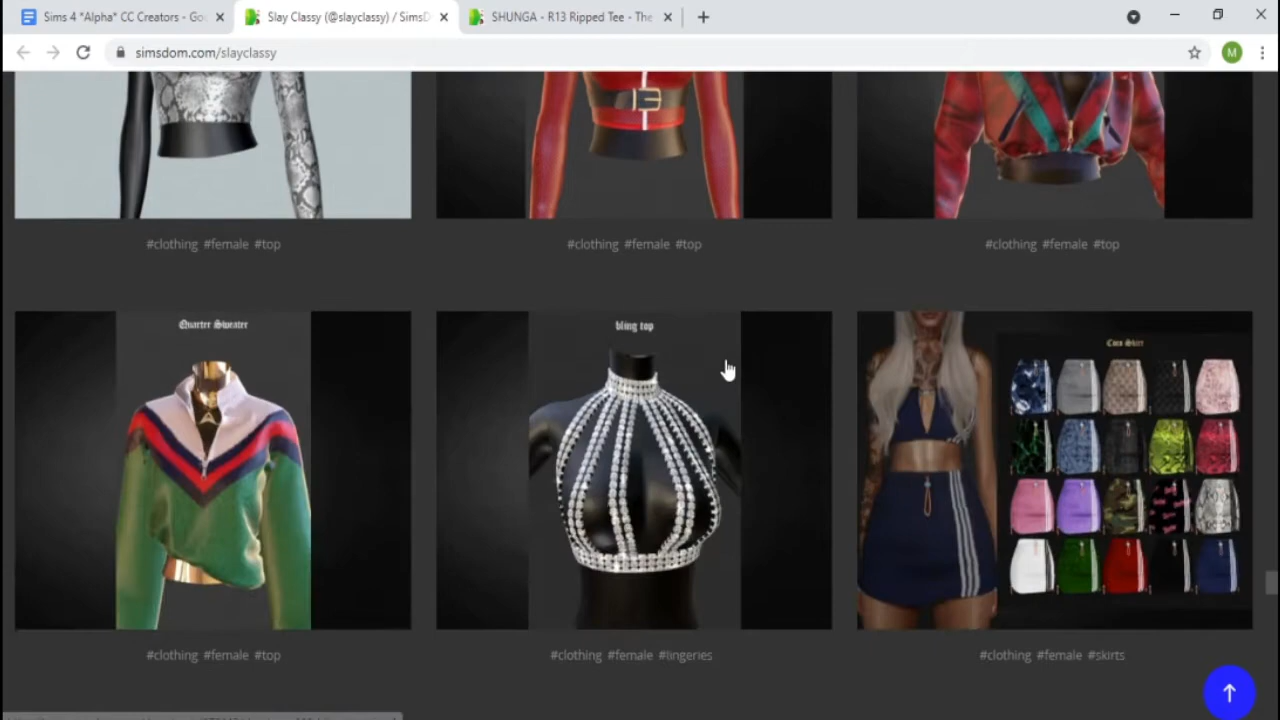 Sims 4 *Alpha* CC Creators - Goo
Slay Classy (@slayclassy) / SimsD
SHUNGA - R13 Ripped Tee - The
simsdom.com/slayclassy
M
#clothing #female #top
#clothing #female #top
#clothing #female #top
Quarter Sweater
bling top
Coco Skirt
#clothing #female #top
#clothing #female #lingeries
#clothing #female #skirts